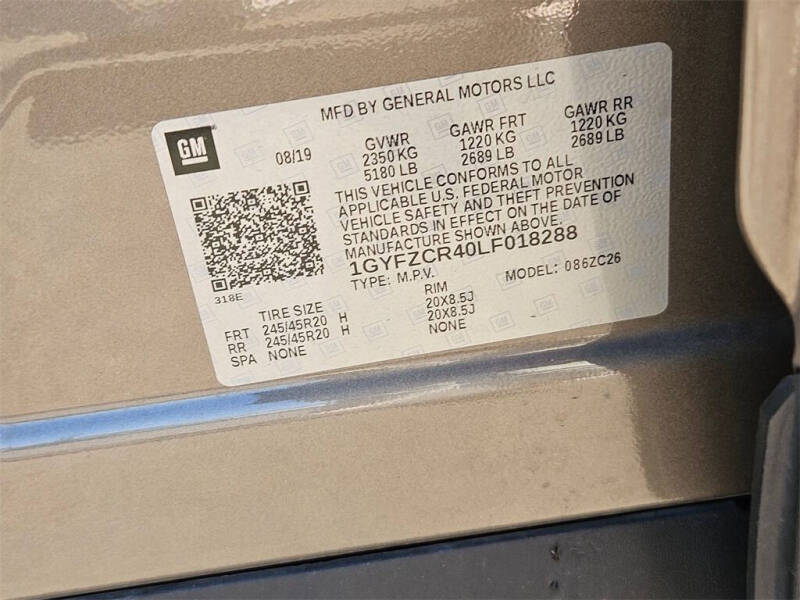 MFD BY GENERAL MOTORS LLC
GM
08/19 GVWR GAWR FRT GAWR RR
2350 KG 1220 KG 1220 KG
5180 LB 2689 LB 2689 LB
THIS VEHICLE CONFORMS TO ALL
APPLICABLE U.S. FEDERAL MOTOR
VEHICLE SAFETY AND THEFT PREVENTION
STANDARDS IN EFFECT ON THE DATE OF
MANUFACTUR SHOWN ABOVE.
1GYFZCR40LF018288
TYPE: M.P.V. MODEL: 086ZC26
318E
TIRE SIZE RIM
FRT 245/45R20 H 20X8.5J
RR 245/45R20 H 20X8.5J
SPA NONE NONE